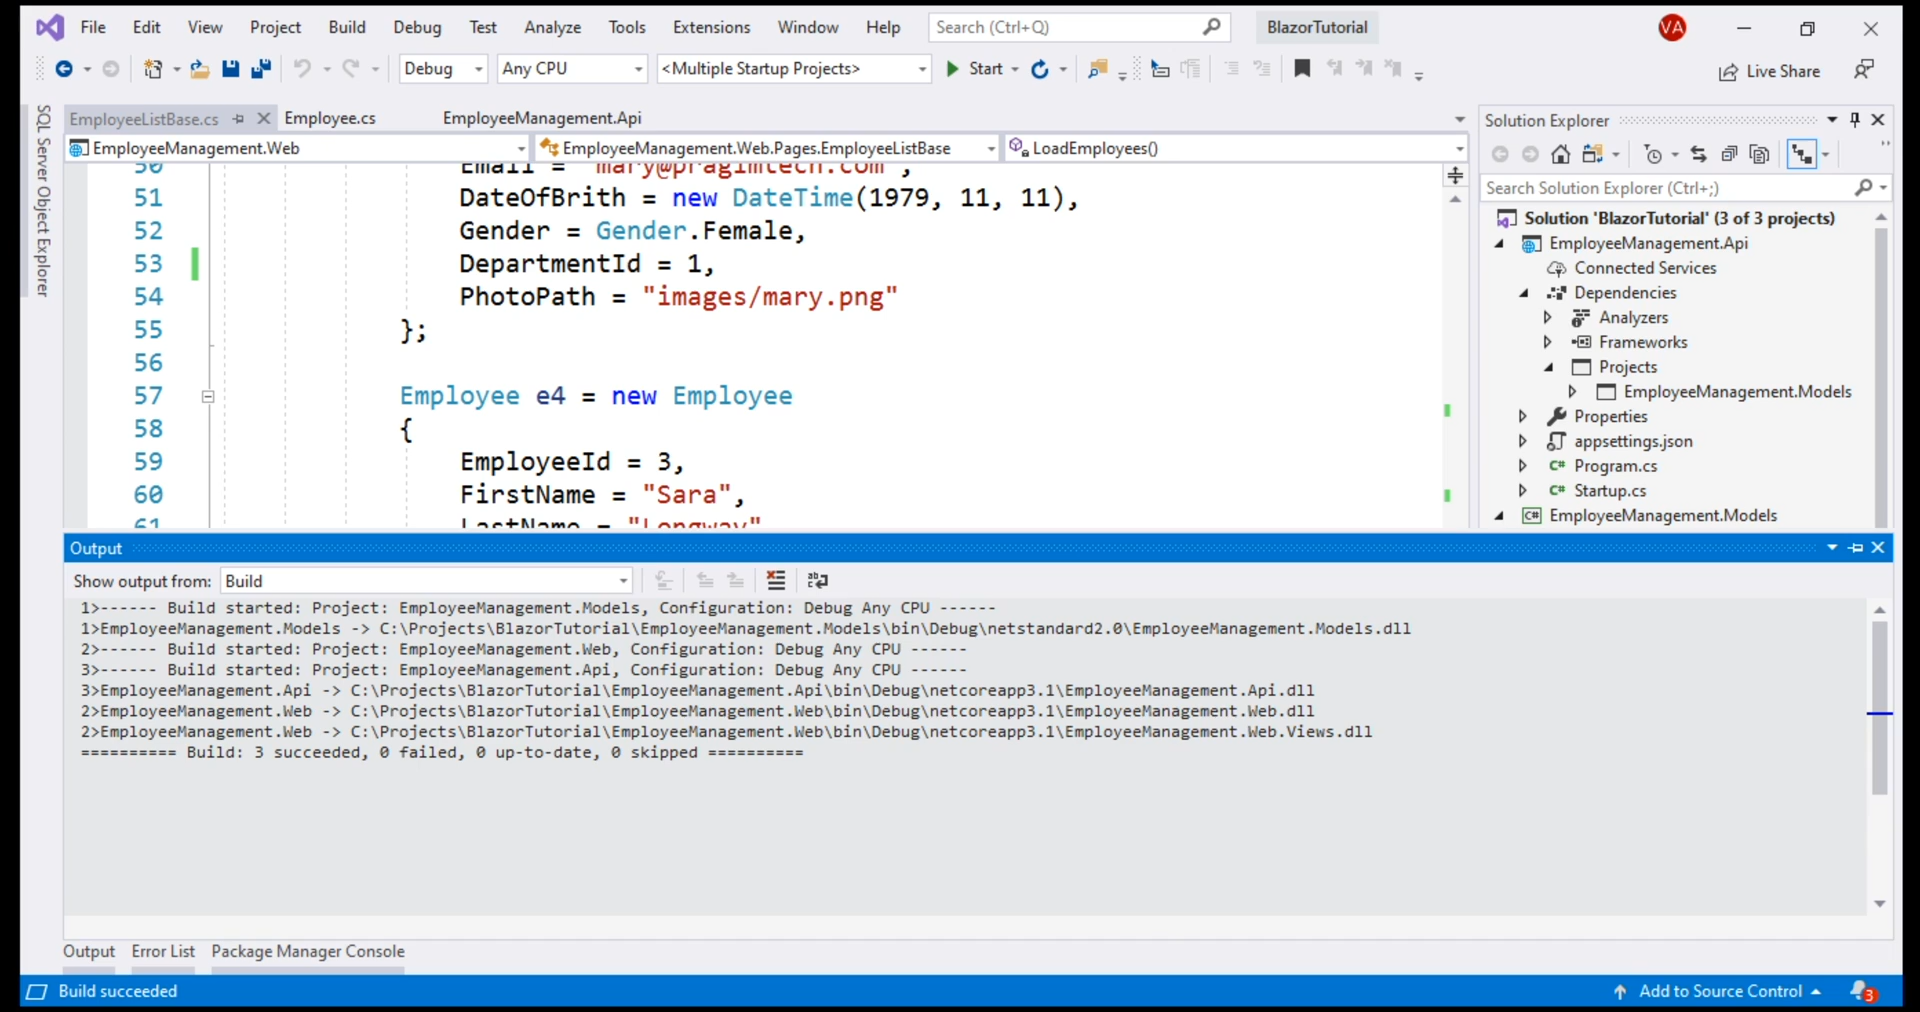 File Edit View Project Build Debug Test Analyze Tools Extensions Window Help Search (Ctrl+Q) BlazorTutorial VA
Debug Any CPU <Multiple Startup Projects> Start Live Share
SQL Server Object Explorer
EmployeeListBase.cs Employee.cs EmployeeManagement.Api
EmployeeManagement.Web EmployeeManagement.Web.Pages.EmployeeListBase LoadEmployees()
50 Email = "mary@pragimtech.com",
51 DateOfBrith = new DateTime(1979, 11, 11),
52 Gender = Gender.Female,
53 DepartmentId = 1,
54 PhotoPath = "images/mary.png"
55 };
56
57 Employee e4 = new Employee
58 {
59 EmployeeId = 3,
60 FirstName = "Sara",
61 LastName = "Longway"
Solution Explorer
Search Solution Explorer (Ctrl+;)
Solution 'BlazorTutorial' (3 of 3 projects)
EmployeeManagement.Api
Connected Services
Dependencies
Analyzers
Frameworks
Projects
EmployeeManagement.Models
Properties
appsettings.json
C# Program.cs
C# Startup.cs
C# EmployeeManagement.Models
Output
Show output from: Build
1>------ Build started: Project: EmployeeManagement.Models, Configuration: Debug Any CPU ------
1>EmployeeManagement.Models -> C:\Projects\BlazorTutorial\EmployeeManagement.Models\bin\Debug\netstandard2.0\EmployeeManagement.Models.dll
2>------ Build started: Project: EmployeeManagement.Web, Configuration: Debug Any CPU ------
3>------ Build started: Project: EmployeeManagement.Api, Configuration: Debug Any CPU ------
3>EmployeeManagement.Api -> C:\Projects\BlazorTutorial\EmployeeManagement.Api\bin\Debug\netcoreapp3.1\EmployeeManagement.Api.dll
2>EmployeeManagement.Web -> C:\Projects\BlazorTutorial\EmployeeManagement.Web\bin\Debug\netcoreapp3.1\EmployeeManagement.Web.dll
2>EmployeeManagement.Web -> C:\Projects\BlazorTutorial\EmployeeManagement.Web\bin\Debug\netcoreapp3.1\EmployeeManagement.Web.Views.dll
========== Build: 3 succeeded, 0 failed, 0 up-to-date, 0 skipped ==========
Output Error List Package Manager Console
Build succeeded Add to Source Control 3